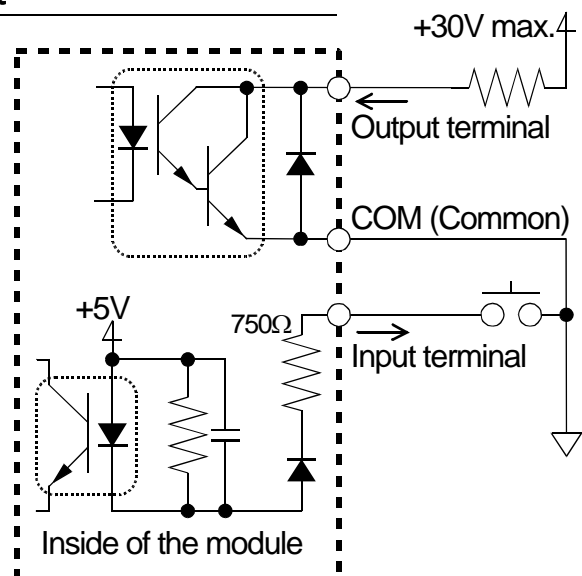 +30V max.
Output terminal
COM (Common)
+5V
750Ω
Input terminal
Inside of the module